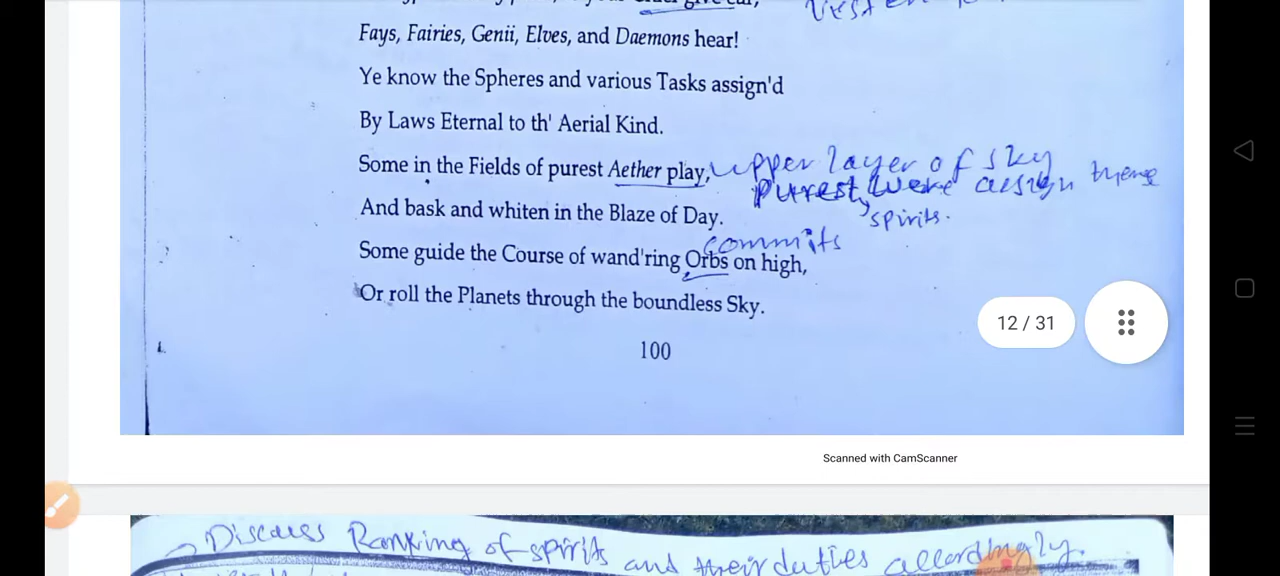 give ear,
Fays, Fairies, Genii, Elves, and Daemons hear!
Ye know the Spheres and various Tasks assign'd
By Laws Eternal to th' Aerial Kind.
Some in the Fields of purest Aether play, upper layer of sky
purest were assign
And bask and whiten in the Blaze of Day. spirits.
commits
Some guide the Course of wand'ring Orbs on high,
Or roll the Planets through the boundless Sky.
12 / 31
100
Scanned with CamScanner
Discuss Ranking of spirits and their duties accordingly.